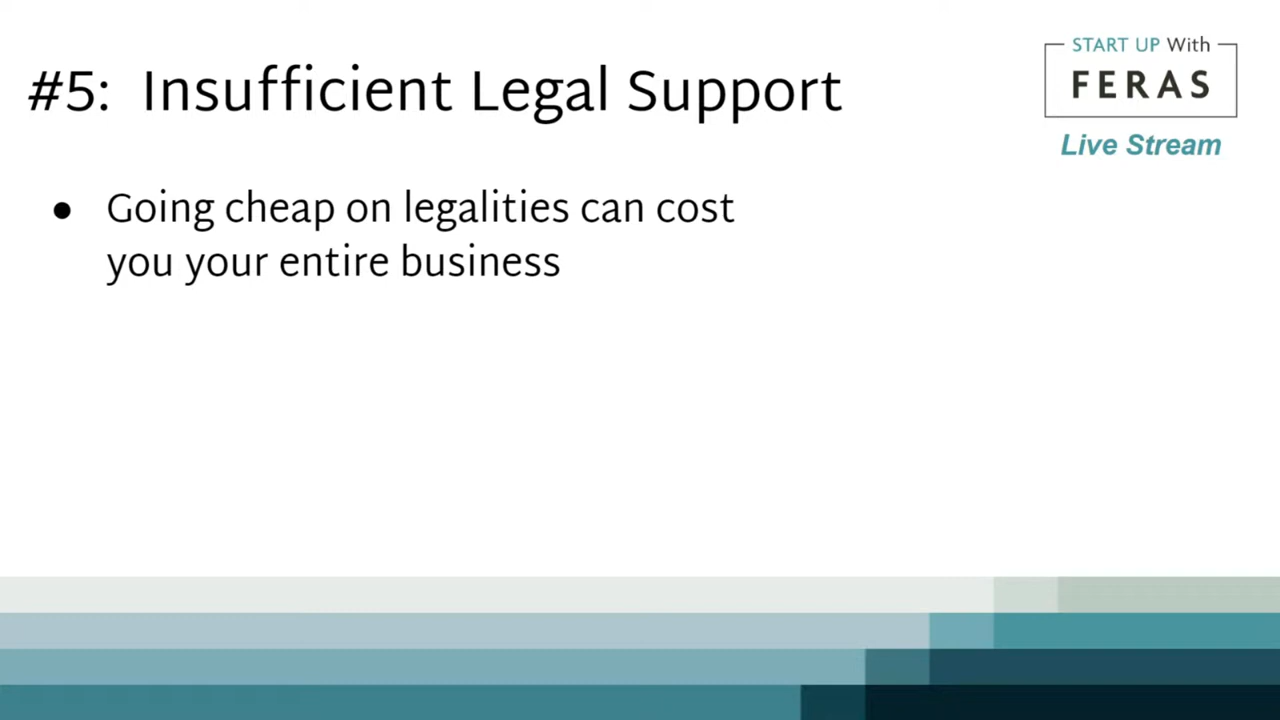 #5: Insufficient Legal Support
START UP With
FERAS
Live Stream
● Going cheap on legalities can cost
you your entire business